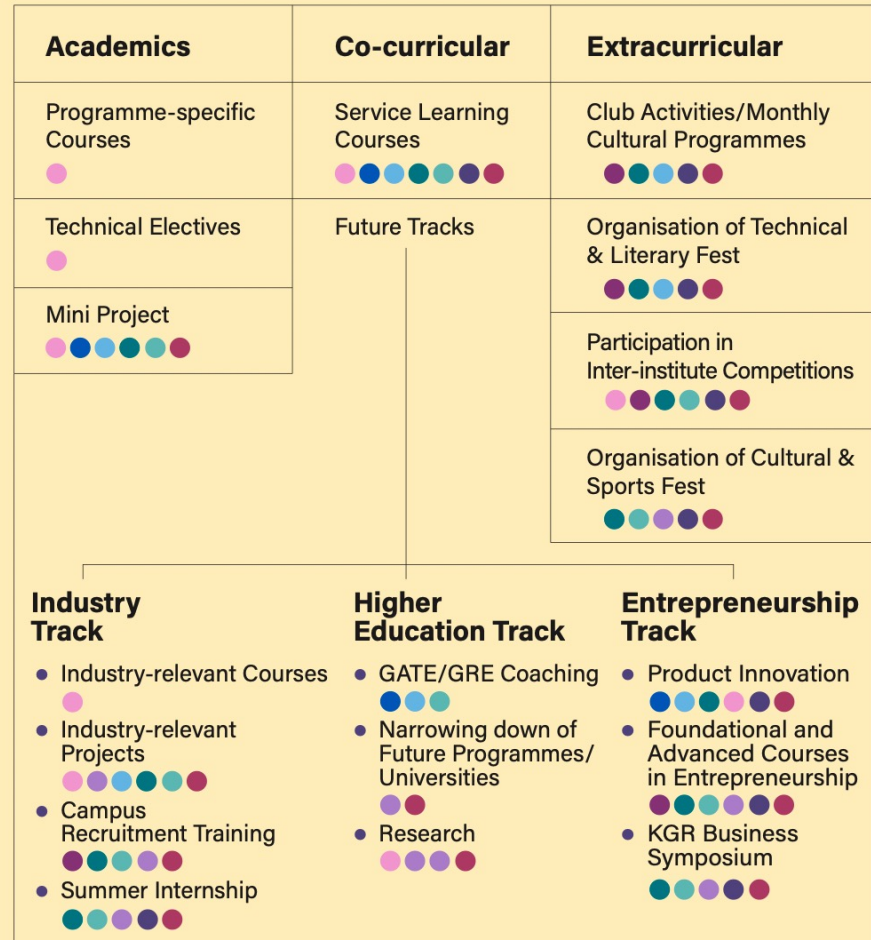 Academics
Co-curricular
Extracurricular
Programme-specific
Courses
Service Learning
Courses
Club Activities/Monthly
Cultural Programmes
Technical Electives
Future Tracks
Organisation of Technical
& Literary Fest
Mini Project
Participation in
Inter-institute Competitions
Organisation of Cultural &
Sports Fest
Industry
Track
Industry-relevant Courses
Industry-relevant
Projects
Campus
Recruitment Training
Summer Internship
Higher
Education Track
GATE/GRE Coaching
Narrowing down of
Future Programmes/
Universities
Research
Entrepreneurship
Track
Product Innovation
Foundational and
Advanced Courses
in Entrepreneurship
KGR Business
Symposium